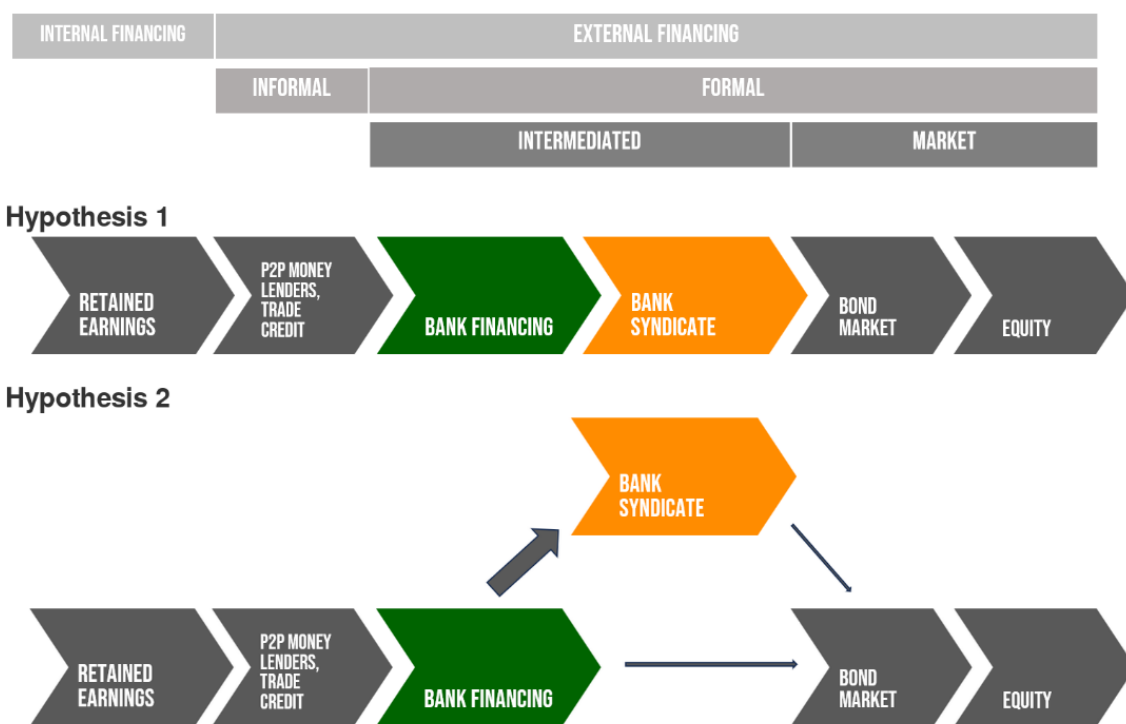 INTERNAL FINANCING
EXTERNAL FINANCING
INFORMAL
FORMAL
INTERMEDIATED
MARKET
Hypothesis 1
RETAINED
EARNINGS
P2P MONEY
LENDERS,
TRADE
CREDIT
BANK FINANCING
BANK
SYNDICATE
BOND
MARKET
EQUITY
Hypothesis 2
BANK
SYNDICATE
RETAINED
EARNINGS
P2P MONEY
LENDERS,
TRADE
CREDIT
BANK FINANCING
BOND
MARKET
EQUITY